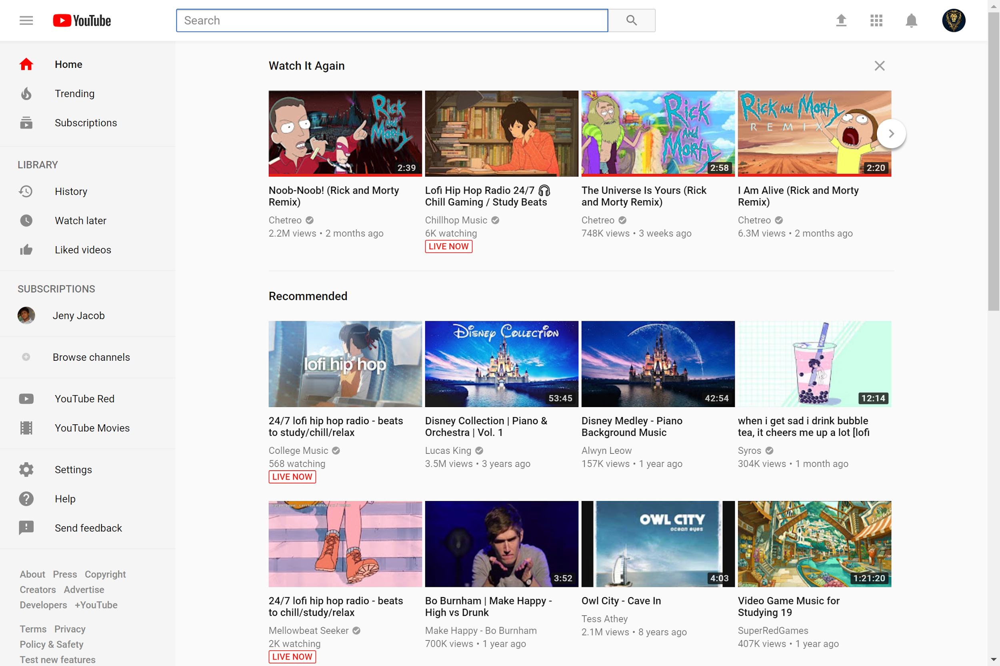 YouTube
Search
Home
Trending
Subscriptions
LIBRARY
History
Watch later
Liked videos
SUBSCRIPTIONS
Jeny Jacob
Browse channels
YouTube Red
YouTube Movies
Settings
Help
Send feedback
About Press Copyright
Creators Advertise
Developers +YouTube
Terms Privacy
Policy & Safety
Test new features
Watch It Again
Rick
and
Morty
2:39
Noob-Noob! (Rick and Morty
Remix)
Chetreo
2.2M views • 2 months ago
Lofi Hip Hop Radio 24/7 🎧
Chill Gaming / Study Beats
Chillhop Music
6K watching
LIVE NOW
Rick
And
Morty
2:58
The Universe Is Yours (Rick
and Morty Remix)
Chetreo
748K views • 3 weeks ago
Rick and Morty
REMIX
2:20
I Am Alive (Rick and Morty
Remix)
Chetreo
6.3M views • 2 months ago
Recommended
lofi hip hop
24/7 lofi hip hop radio - beats
to study/chill/relax
College Music
568 watching
LIVE NOW
Disney Collection
53:45
Disney Collection | Piano &
Orchestra | Vol. 1
Lucas King
3.5M views • 3 years ago
42:54
Disney Medley - Piano
Background Music
Alwyn Leow
157K views • 1 year ago
12:14
when i get sad i drink bubble
tea, it cheers me up a lot [lofi
Syros
304K views • 1 month ago
24/7 lofi hip hop radio - beats
to chill/study/relax
Mellowbeat Seeker
2K watching
LIVE NOW
3:52
Bo Burnham | Make Happy -
High vs Drunk
Make Happy - Bo Burnham
700K views • 1 year ago
OWL CITY
ocean eyes
4:03
Owl City - Cave In
Tess Athey
2.1M views • 8 years ago
1:21:20
Video Game Music for
Studying 19
SuperRedGames
407K views • 1 year ago